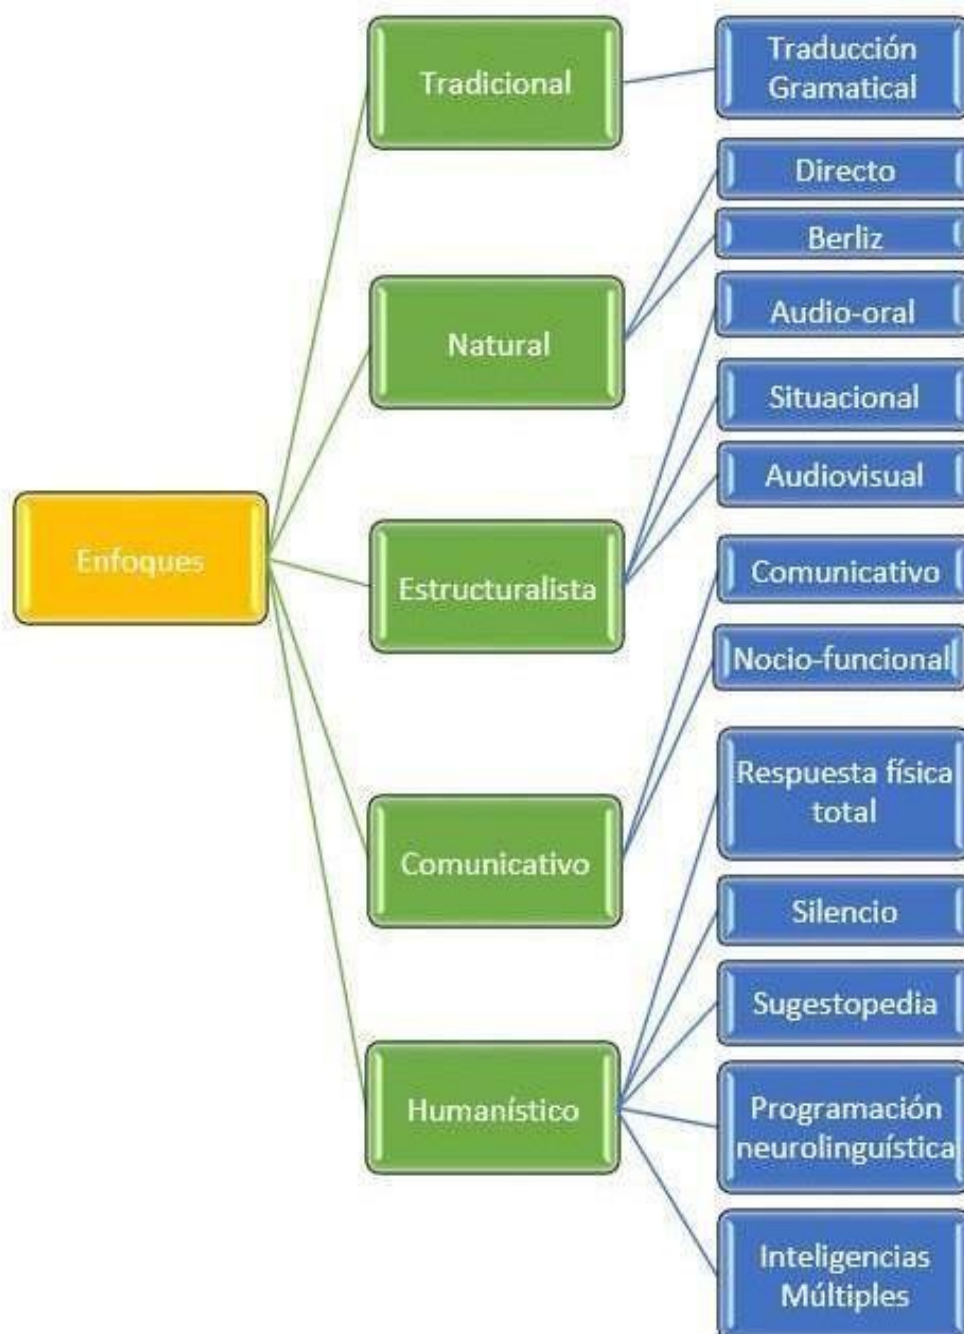 Enfoques
Tradicional
Traducción
Gramatical
Natural
Directo
Berliz
Estructuralista
Audio-oral
Situacional
Audiovisual
Comunicativo
Comunicativo
Nocio-funcional
Humanístico
Respuesta física
total
Silencio
Sugestopedia
Programación
neurolinguística
Inteligencias
Múltiples